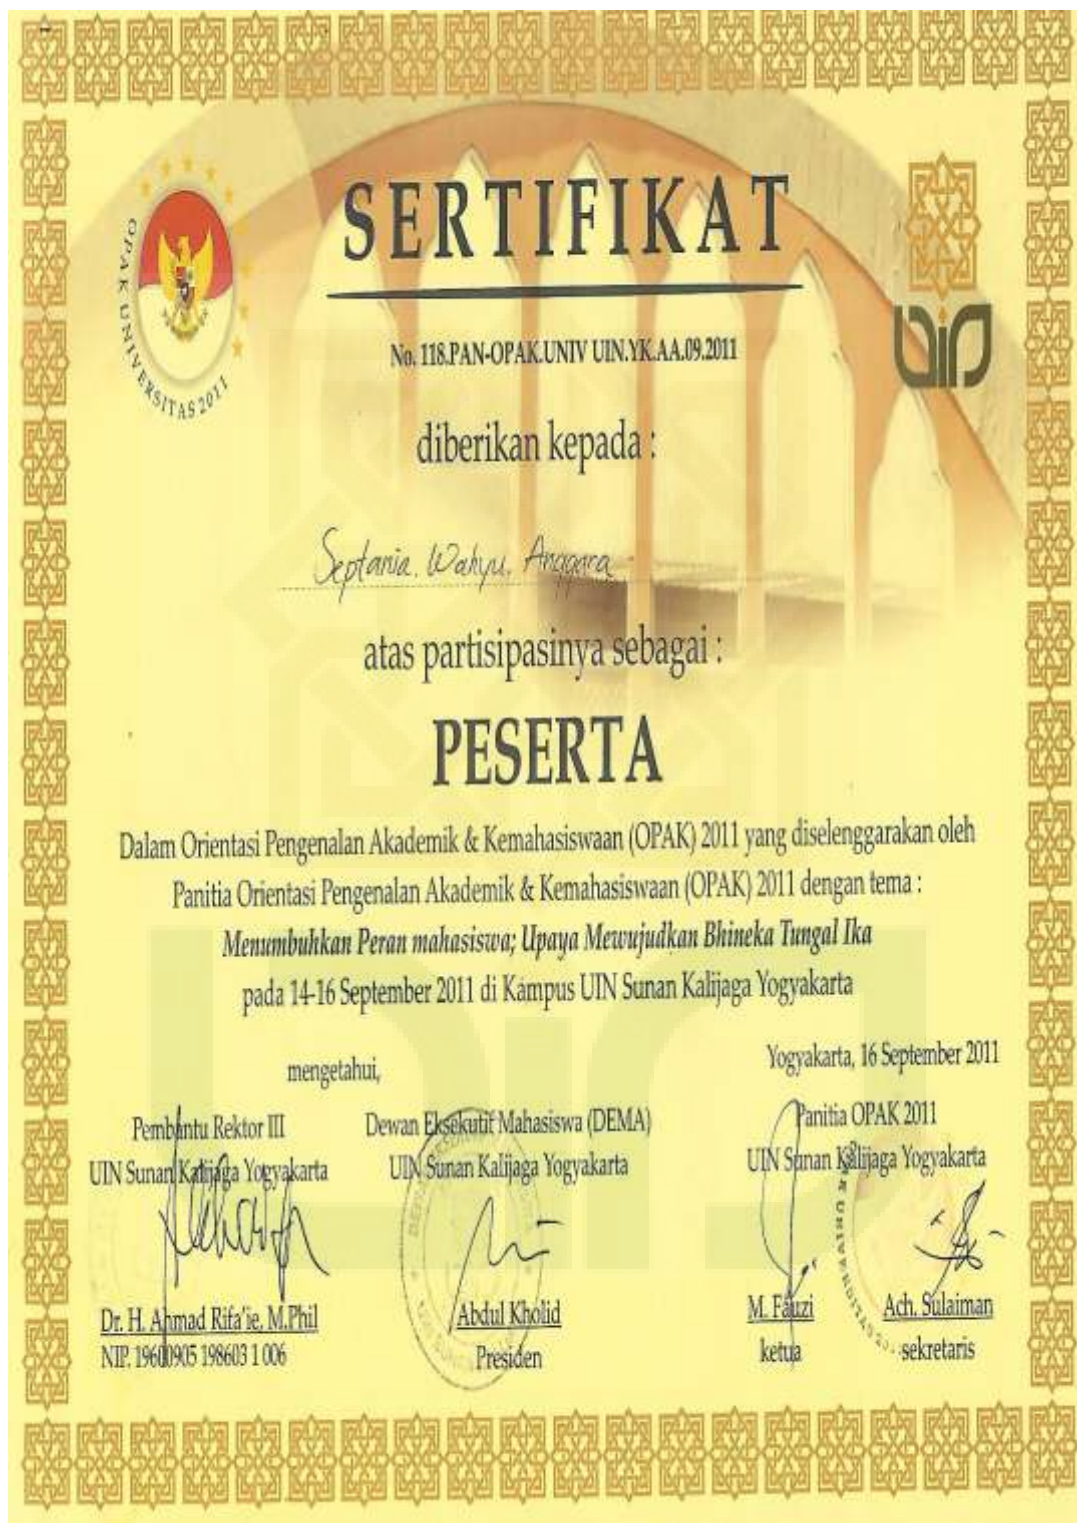 SERTIFIKAT
OPAK UNIVERSITAS 2011
uin
No. 118.PAN-OPAK.UNIV UIN.YK.AA.09.2011
diberikan kepada :
Septania. Wahyu. Anggara
atas partisipasinya sebagai :
PESERTA
Dalam Orientasi Pengenalan Akademik & Kemahasiswaan (OPAK) 2011 yang diselenggarakan oleh
Panitia Orientasi Pengenalan Akademik & Kemahasiswaan (OPAK) 2011 dengan tema :
Menumbuhkan Peran mahasiswa; Upaya Mewujudkan Bhineka Tungal Ika
pada 14-16 September 2011 di Kampus UIN Sunan Kalijaga Yogyakarta
Yogyakarta, 16 September 2011
mengetahui,
Pembantu Rektor III
UIN Sunan Kalijaga Yogyakarta
Dr. H. Ahmad Rifa'ie, M.Phil
NIP. 19600905 198603 1 006
Dewan Eksekutif Mahasiswa (DEMA)
UIN Sunan Kalijaga Yogyakarta
Abdul Kholid
Presiden
Panitia OPAK 2011
UIN Sunan Kalijaga Yogyakarta
M. Fauzi
ketua
Ach. Sulaiman
sekretaris